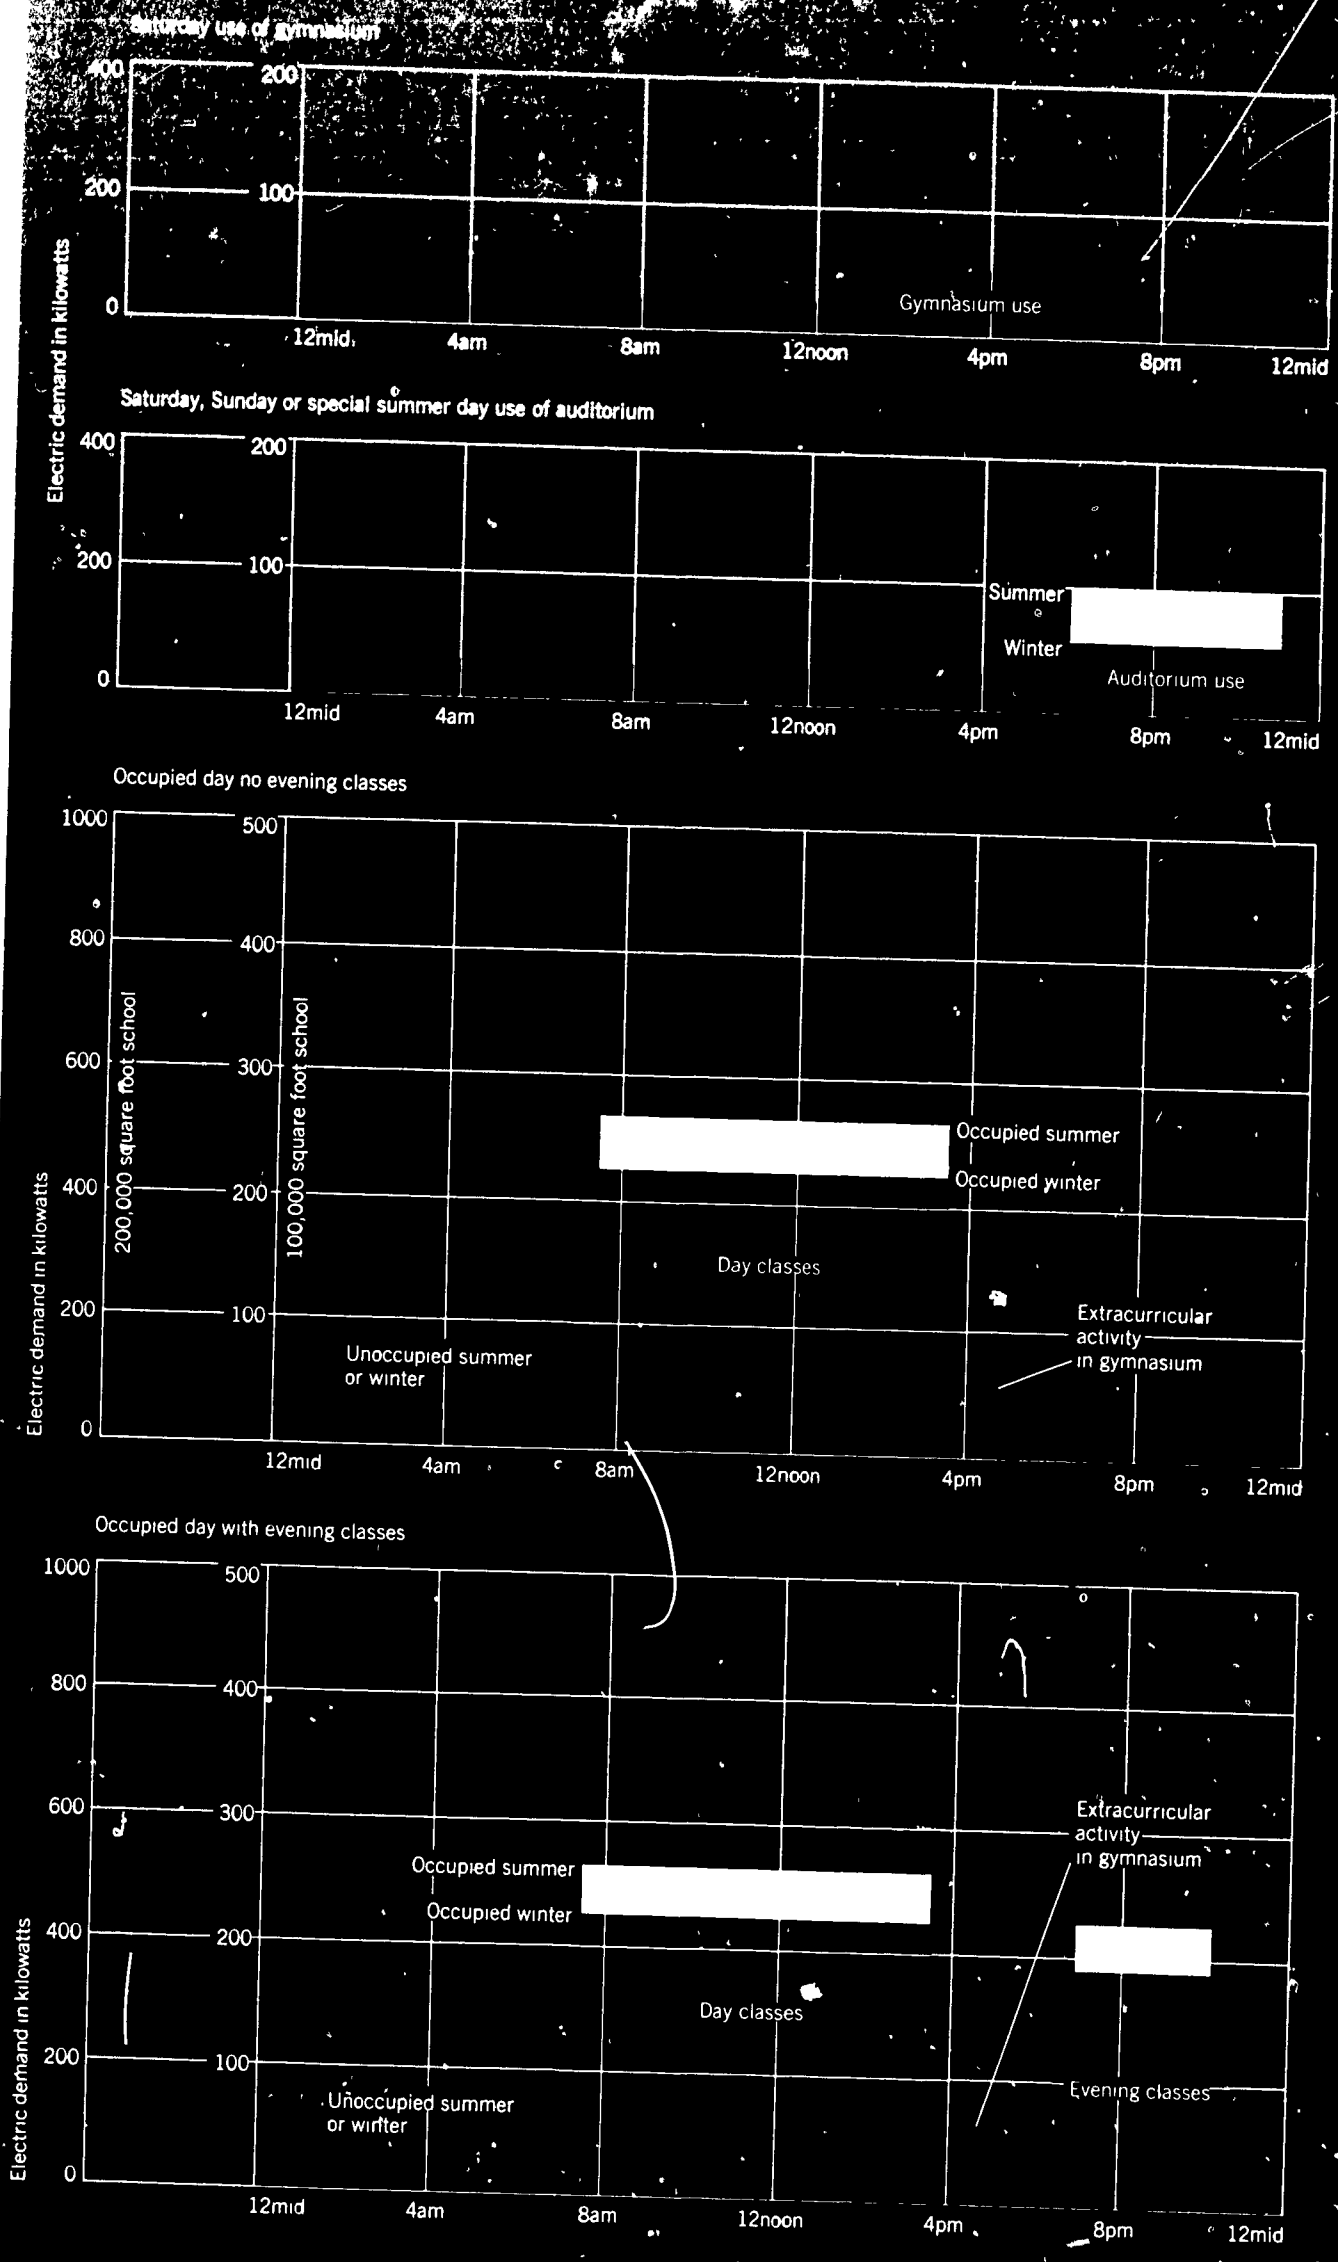 Saturday use of gymnasium
400
200
200
100
0
Electric demand in kilowatts
Gymnasium use
12mid
4am
8am
12noon
4pm
8pm
12mid
Saturday, Sunday or special summer day use of auditorium
400
200
200
100
0
Summer
Winter
Auditorium use
12mid
4am
8am
12noon
4pm
8pm
12mid
Occupied day no evening classes
1000
500
800
400
600
300
400
200
200
100
0
Electric demand in kilowatts
200,000 square foot school
100,000 square foot school
Occupied summer
Occupied winter
Day classes
Unoccupied summer
or winter
Extracurricular
activity
in gymnasium
12mid
4am
8am
12noon
4pm
8pm
12mid
Occupied day with evening classes
1000
500
800
400
600
300
400
200
200
100
0
Electric demand in kilowatts
Occupied summer
Occupied winter
Day classes
Unoccupied summer
or winter
Extracurricular
activity
in gymnasium
Evening classes
12mid
4am
8am
12noon
4pm
8pm
12mid